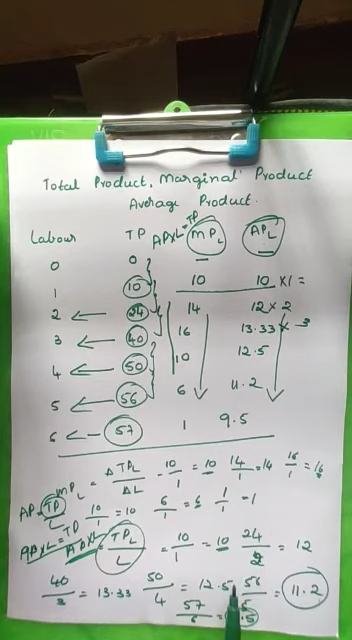 Total Product, Marginal Product
Average Product.
Labour TP APXL=TP MPL APL
0 0
1 10 10 10 X1=
2 ← 24 14 12 X 2
3 ← 40 16 13.33 X 3
4 ← 50 10 12.5
5 ← 56 6 11.2
6 ← 57 1 9.5
MPL = ΔTPL/ΔL - 10/1 = 10 14/1 = 14 16/1 = 16
AP = TP/L 10/1 = 10 6/1 = 6 1/1 = 1
APXL = TP APXL = TPL/L = 10/1 = 10 24/2 = 12
40/3 = 13.33 50/4 = 12.5 56/5 = 11.2
57/6 = .5